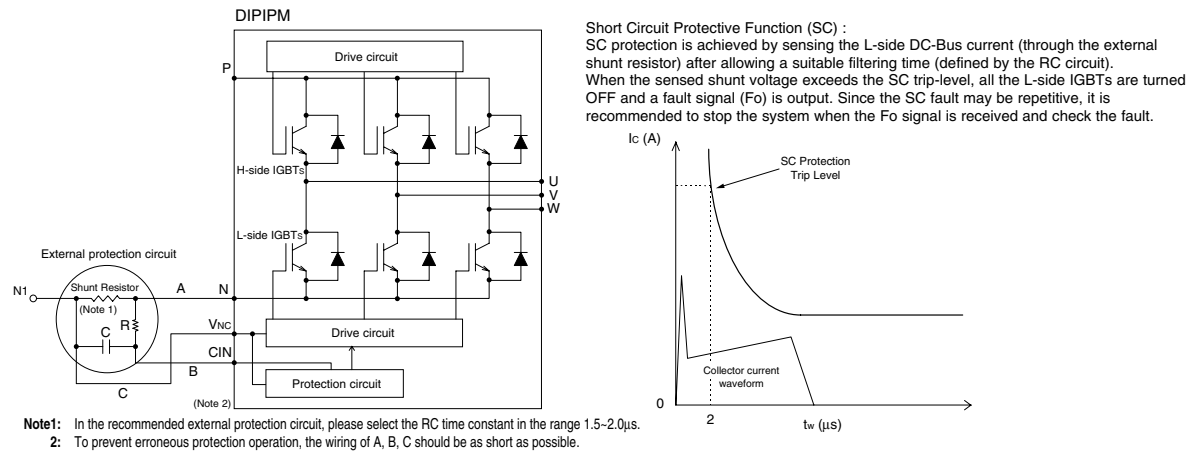 DIPIPM
Drive circuit
P
H-side IGBTs
U
V
W
L-side IGBTs
External protection circuit
Shunt Resistor
N1
A
N
(Note 1)
R
C
VNC
Drive circuit
CIN
B
C
Protection circuit
(Note 2)
Short Circuit Protective Function (SC) :
SC protection is achieved by sensing the L-side DC-Bus current (through the external
shunt resistor) after allowing a suitable filtering time (defined by the RC circuit).
When the sensed shunt voltage exceeds the SC trip-level, all the L-side IGBTs are turned
OFF and a fault signal (Fo) is output. Since the SC fault may be repetitive, it is
recommended to stop the system when the Fo signal is received and check the fault.
IC (A)
SC Protection
Trip Level
Collector current
waveform
0
2
tw (μs)
Note1: In the recommended external protection circuit, please select the RC time constant in the range 1.5~2.0μs.
2: To prevent erroneous protection operation, the wiring of A, B, C should be as short as possible.